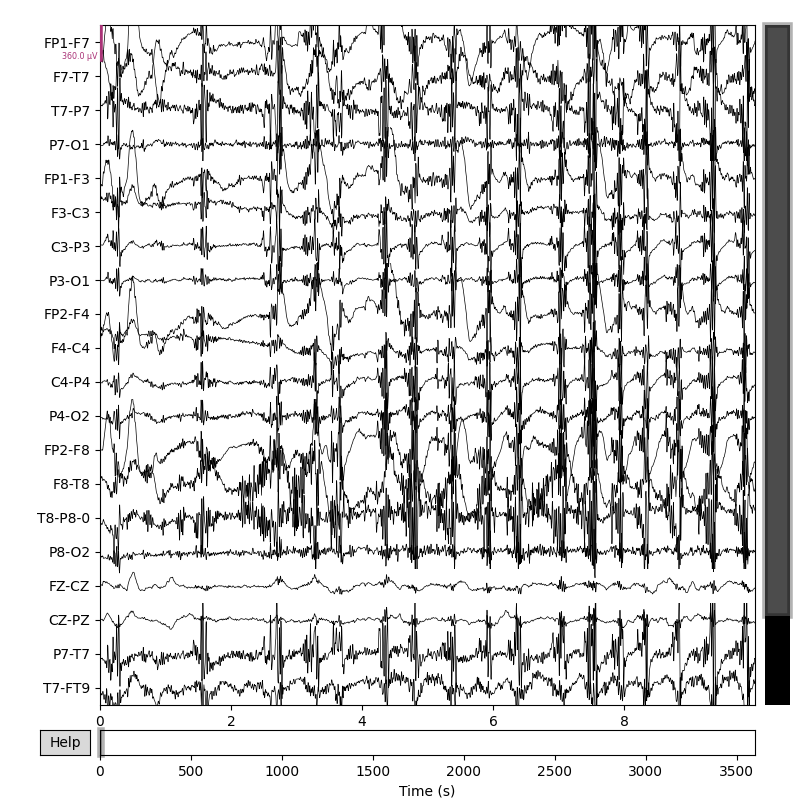 FP1-F7
360.0 µV
F7-T7
T7-P7
P7-O1
FP1-F3
F3-C3
C3-P3
P3-O1
FP2-F4
F4-C4
C4-P4
P4-O2
FP2-F8
F8-T8
T8-P8-0
P8-O2
FZ-CZ
CZ-PZ
P7-T7
T7-FT9
0 2 4 6 8
Help
0 500 1000 1500 2000 2500 3000 3500
Time (s)